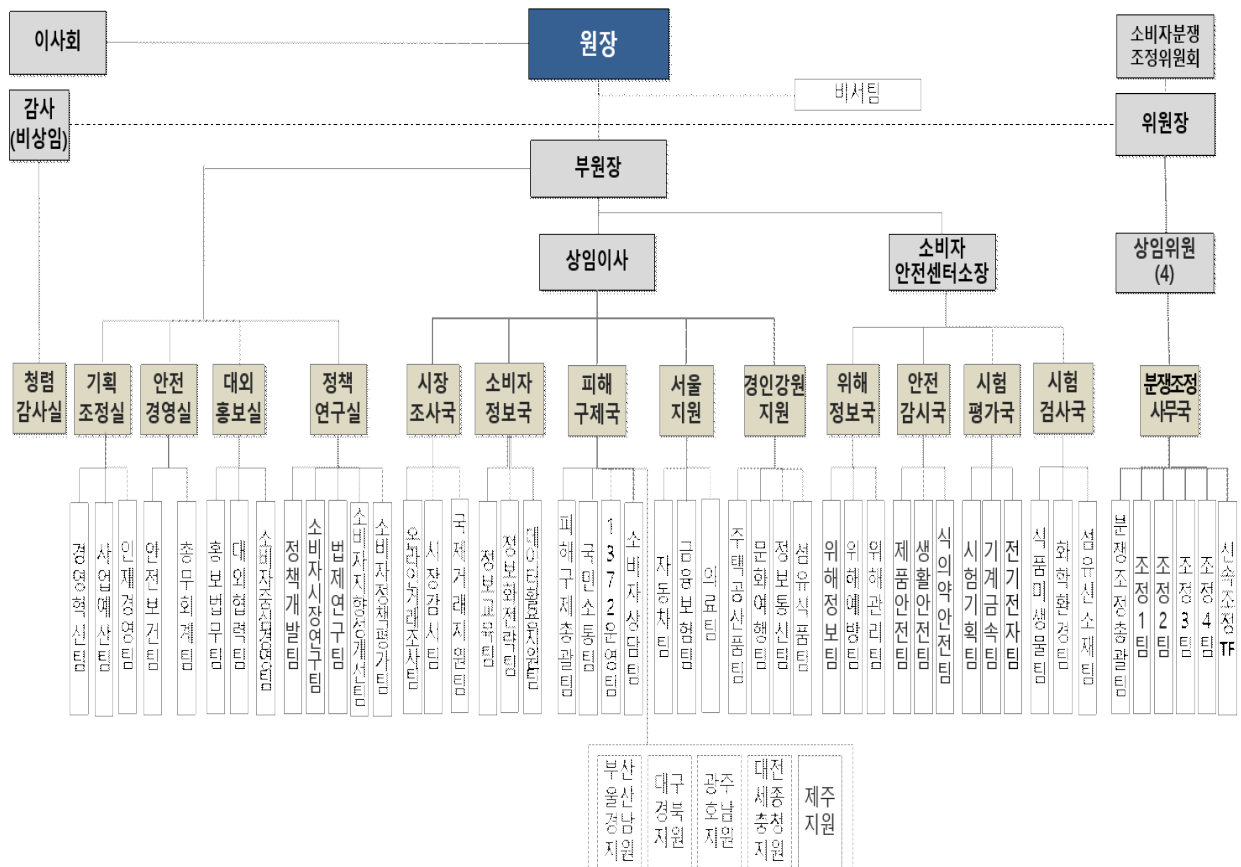 이사회
원장
소비자분쟁
조정위원회
비서팀
감사
(비상임)
위원장
부원장
상임이사
소비자
안전센터소장
상임위원
(4)
청렴
감사실
기획
조정실
안전
경영실
대외
홍보실
정책
연구실
시장
조사국
소비자
정보국
피해
구제국
서울
지원
경인강원
지원
위해
정보국
안전
감시국
시험
평가국
시험
검사국
분쟁조정
사무국
경영혁신팀
사업예산팀
인재경영팀
안전보건팀
총무회계팀
홍보법무팀
대외협력팀
소비자중심경영팀
정책개발팀
소비자시장연구팀
법제연구팀
소비자지향성개선팀
소비자정책평가팀
온라인거래조사팀
시장감시팀
국제거래지원팀
정보교육팀
정보화전략팀
데이터활용지원팀
피해구제총괄팀
국민소통팀
1372운영팀
소비자상담팀
자동차팀
금융보험팀
의료팀
주택공산품팀
문화여행팀
정보통신팀
섬유식품팀
위해정보팀
위해예방팀
위해관리팀
제품안전팀
생활안전팀
식의약안전팀
시험기획팀
기계금속팀
전기전자팀
식품미생물팀
화학환경팀
섬유신소재팀
분쟁조정총괄팀
조정1팀
조정2팀
조정3팀
조정4팀
신속조정TF
부산
울산
경남
지원
대구
경북
지원
광주
호남
지원
대전
세종
충청
지원
제주
지원